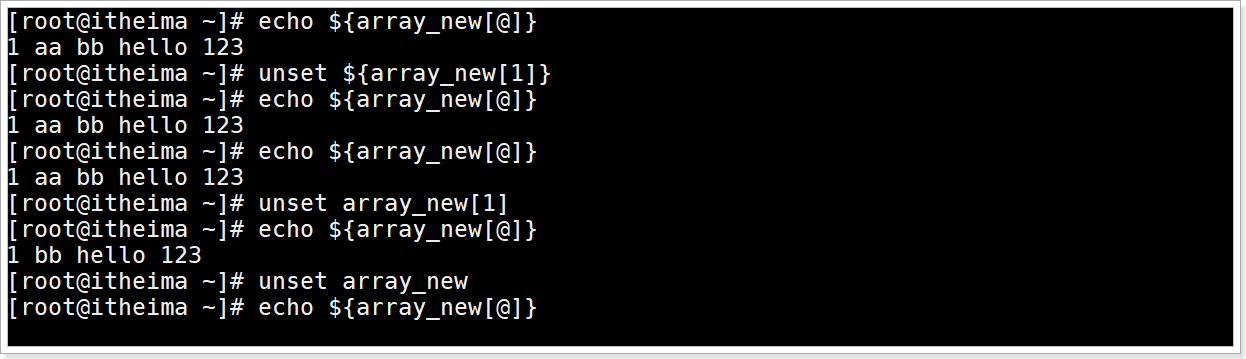 [root@itheima ~]# echo ${array_new[@]}
1 aa bb hello 123
[root@itheima ~]# unset ${array_new[1]}
[root@itheima ~]# echo ${array_new[@]}
1 aa bb hello 123
[root@itheima ~]# echo ${array_new[@]}
1 aa bb hello 123
[root@itheima ~]# unset array_new[1]
[root@itheima ~]# echo ${array_new[@]}
1 bb hello 123
[root@itheima ~]# unset array_new
[root@itheima ~]# echo ${array_new[@]}